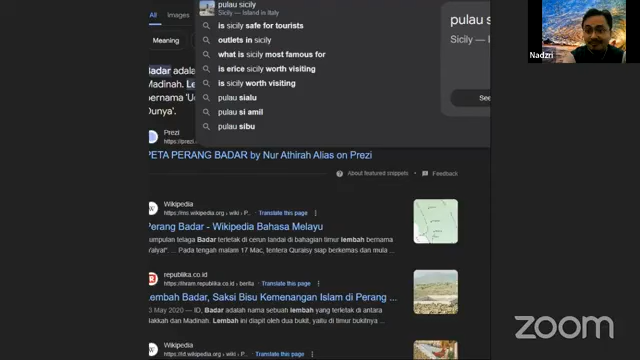 All Images
pulau sicily
Sicily — Island in Italy
is sicily safe for tourists
outlets in sicily
what is sicily most famous for
is erice sicily worth visiting
is sicily worth visiting
pulau sialu
pulau si amil
pulau sibu
pulau s
Sicily — I
See
Nadzri
Meaning
Badar adala
Madinah. Le
bernama 'U
Dunya'.
Prezi
https://prezi
PETA PERANG BADAR by Nur Athirah Alias on Prezi
About featured snippets • Feedback
Wikipedia
https://ms.wikipedia.org › wiki › P... Translate this page
Perang Badar - Wikipedia Bahasa Melayu
umpulan telaga Badar terletak di cerun landai di bahagian timur lembah bernama
Yalyal". ... Pada tengah malam 17 Mac, tentera Quraisy siap berkemas dan mula ...
republika.co.id
https://ihram.republika.co.id › berita Translate this page
Lembah Badar, Saksi Bisu Kemenangan Islam di Perang ...
3 May 2020 — ID, Badar adalah nama sebuah lembah yang terletak di antara
Makkah dan Madinah. Lembah ini diapit oleh dua bukit, yaitu di timur bukitnya ...
Wikipedia
https://id.wikipedia.org › wiki › P... Translate this page
zoom